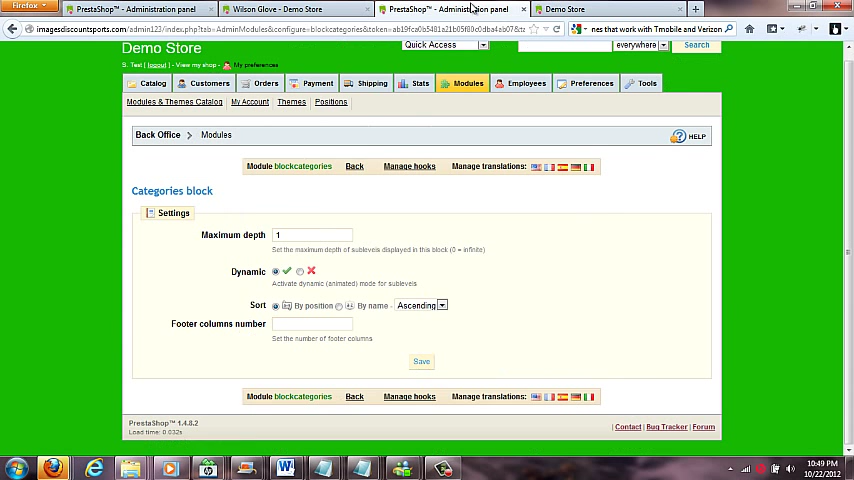 Firefox
PrestaShop™ - Administration panel
Wilson Glove - Demo Store
PrestaShop™ - Administration panel
Demo Store
imagesdiscountsports.com/admin123/index.php?tab=AdminModules&configure=blockcategories&token=ab19fca0b5481a21b05f80c0dba4ab07&
nes that work with Tmobile and Verizon
Demo Store
Quick Access
everywhere
Search
S. Test [ logout ] - View my shop - My preferences
Catalog
Customers
Orders
Payment
Shipping
Stats
Modules
Employees
Preferences
Tools
Modules & Themes Catalog
My Account
Themes
Positions
Back Office > Modules
HELP
Module blockcategories
Back
Manage hooks
Manage translations:
Categories block
Settings
Maximum depth
1
Set the maximum depth of sublevels displayed in this block (0 = infinite)
Dynamic
Activate dynamic (animated) mode for sublevels
Sort
By position
By name -
Ascending
Footer columns number
Set the number of footer columns
Save
Module blockcategories
Back
Manage hooks
Manage translations:
PrestaShop™ 1.4.8.2
Load time: 0.032s
| Contact | Bug Tracker | Forum
10:49 PM
10/22/2012